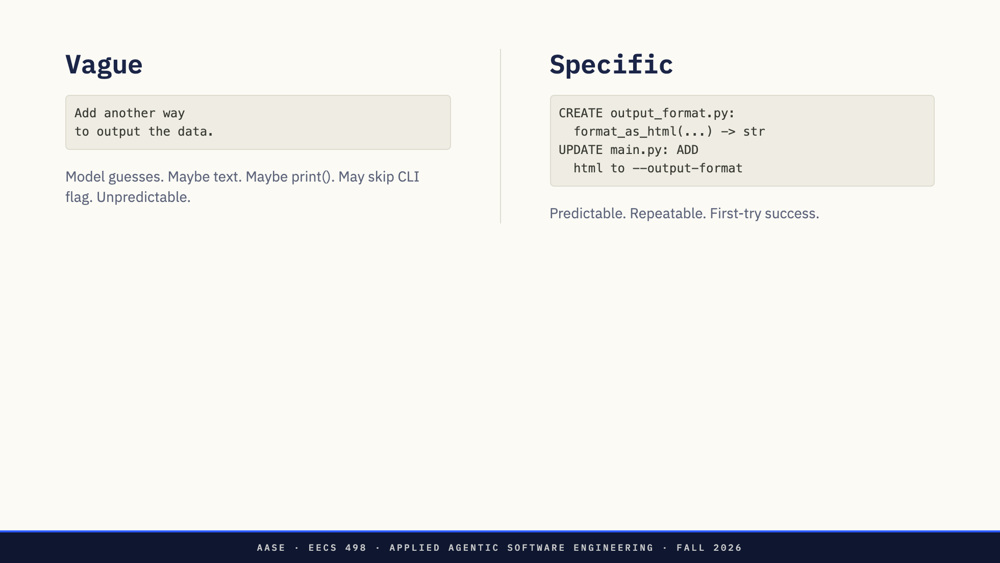 Vague
Add another way
to output the data.
Model guesses. Maybe text. Maybe print(). May skip CLI
flag. Unpredictable.
Specific
CREATE output_format.py:
  format_as_html(...) -> str
UPDATE main.py: ADD
  html to --output-format
Predictable. Repeatable. First-try success.
AASE · EECS 498 · APPLIED AGENTIC SOFTWARE ENGINEERING · FALL 2026